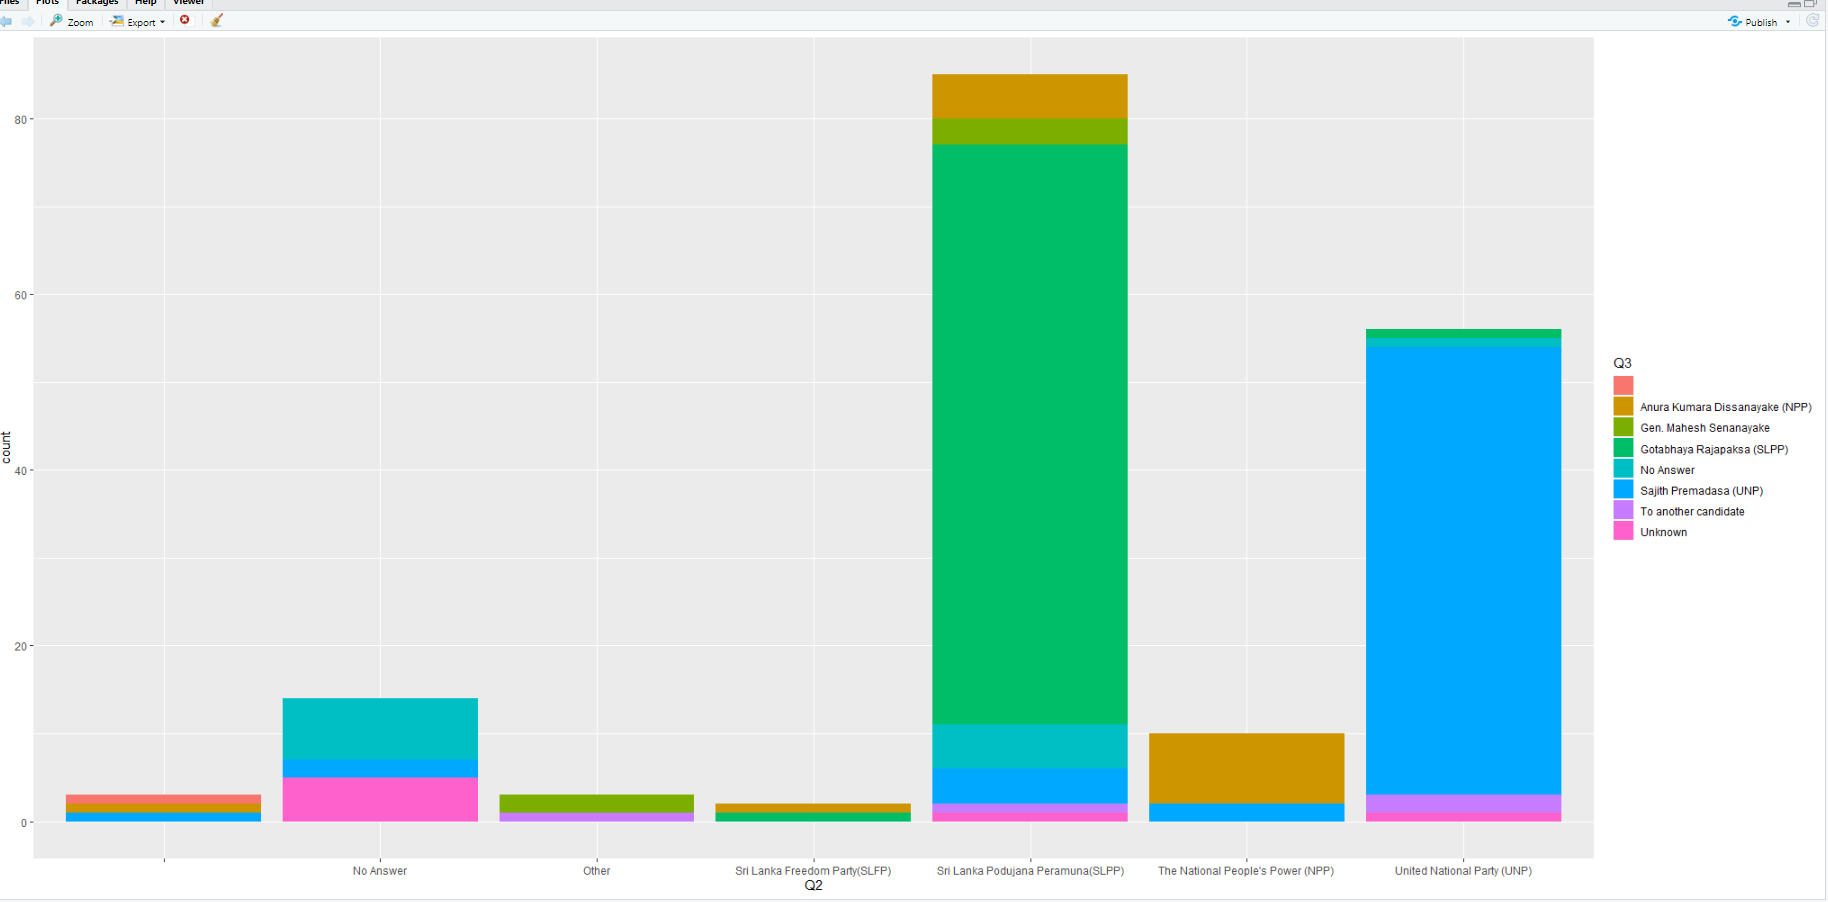 Files Plots Packages Help Viewer
Zoom Export Publish
80
60
40
20
0
count
No Answer Other Sri Lanka Freedom Party(SLFP) Sri Lanka Podujana Peramuna(SLPP) The National People's Power (NPP) United National Party (UNP)
Q2
Q3
Anura Kumara Dissanayake (NPP)
Gen. Mahesh Senanayake
Gotabhaya Rajapaksa (SLPP)
No Answer
Sajith Premadasa (UNP)
To another candidate
Unknown